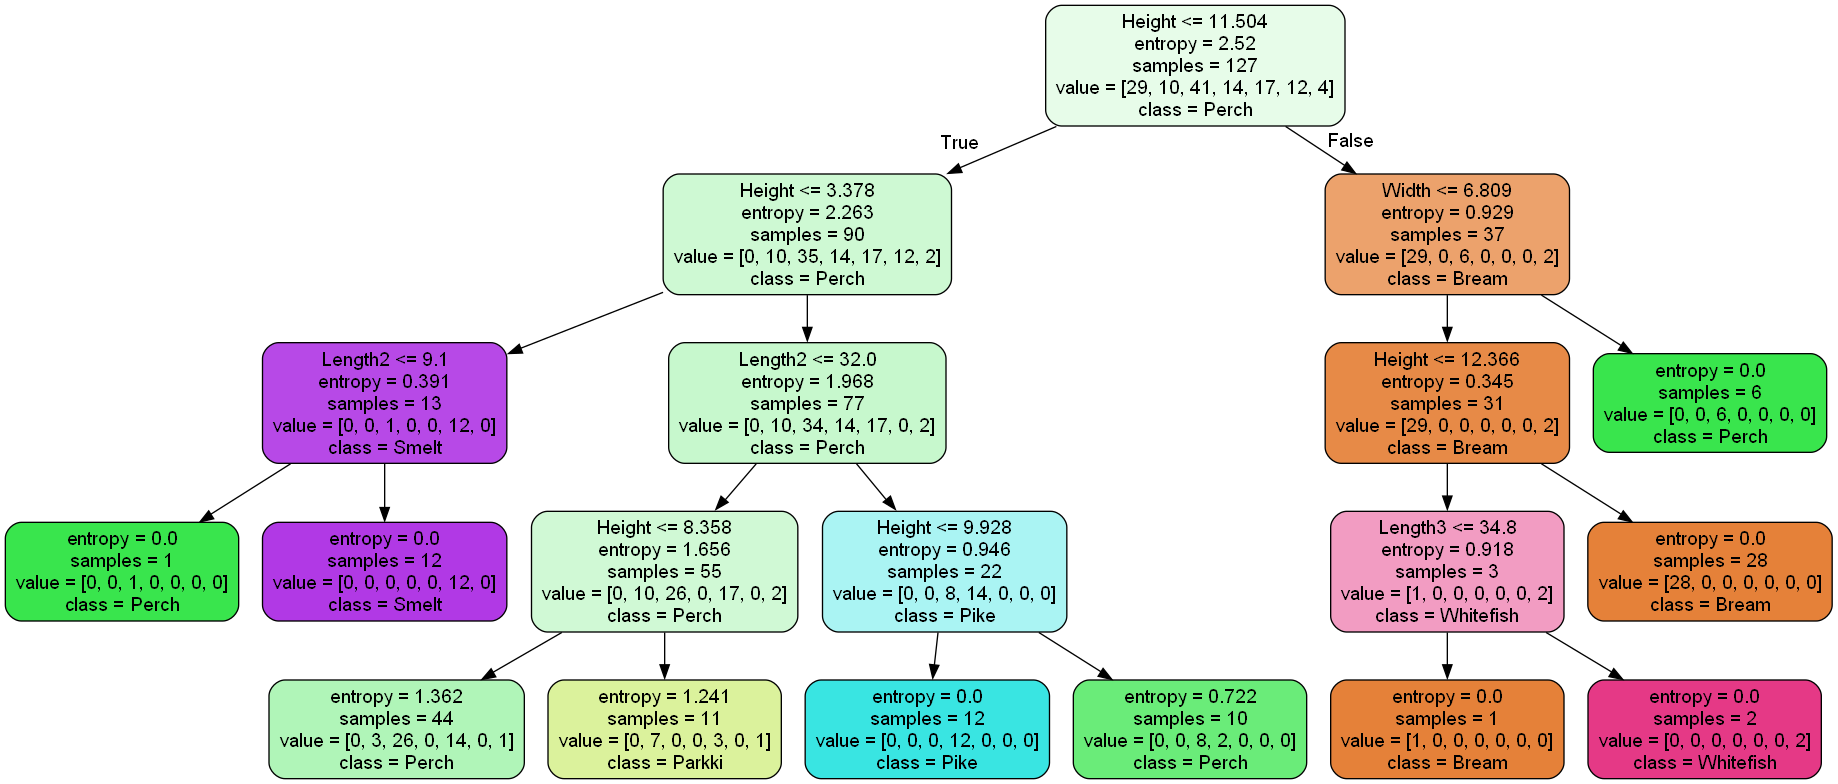 Height <= 11.504
entropy = 2.52
samples = 127
value = [29, 10, 41, 14, 17, 12, 4]
class = Perch
True
False
Height <= 3.378
entropy = 2.263
samples = 90
value = [0, 10, 35, 14, 17, 12, 2]
class = Perch
Width <= 6.809
entropy = 0.929
samples = 37
value = [29, 0, 6, 0, 0, 0, 2]
class = Bream
Length2 <= 9.1
entropy = 0.391
samples = 13
value = [0, 0, 1, 0, 0, 12, 0]
class = Smelt
Length2 <= 32.0
entropy = 1.968
samples = 77
value = [0, 10, 34, 14, 17, 0, 2]
class = Perch
Height <= 12.366
entropy = 0.345
samples = 31
value = [29, 0, 0, 0, 0, 0, 2]
class = Bream
entropy = 0.0
samples = 6
value = [0, 0, 6, 0, 0, 0, 0]
class = Perch
entropy = 0.0
samples = 1
value = [0, 0, 1, 0, 0, 0, 0]
class = Perch
entropy = 0.0
samples = 12
value = [0, 0, 0, 0, 0, 12, 0]
class = Smelt
Height <= 8.358
entropy = 1.656
samples = 55
value = [0, 10, 26, 0, 17, 0, 2]
class = Perch
Height <= 9.928
entropy = 0.946
samples = 22
value = [0, 0, 8, 14, 0, 0, 0]
class = Pike
Length3 <= 34.8
entropy = 0.918
samples = 3
value = [1, 0, 0, 0, 0, 0, 2]
class = Whitefish
entropy = 0.0
samples = 28
value = [28, 0, 0, 0, 0, 0, 0]
class = Bream
entropy = 1.362
samples = 44
value = [0, 3, 26, 0, 14, 0, 1]
class = Perch
entropy = 1.241
samples = 11
value = [0, 7, 0, 0, 3, 0, 1]
class = Parkki
entropy = 0.0
samples = 12
value = [0, 0, 0, 12, 0, 0, 0]
class = Pike
entropy = 0.722
samples = 10
value = [0, 0, 8, 2, 0, 0, 0]
class = Perch
entropy = 0.0
samples = 1
value = [1, 0, 0, 0, 0, 0, 0]
class = Bream
entropy = 0.0
samples = 2
value = [0, 0, 0, 0, 0, 0, 2]
class = Whitefish